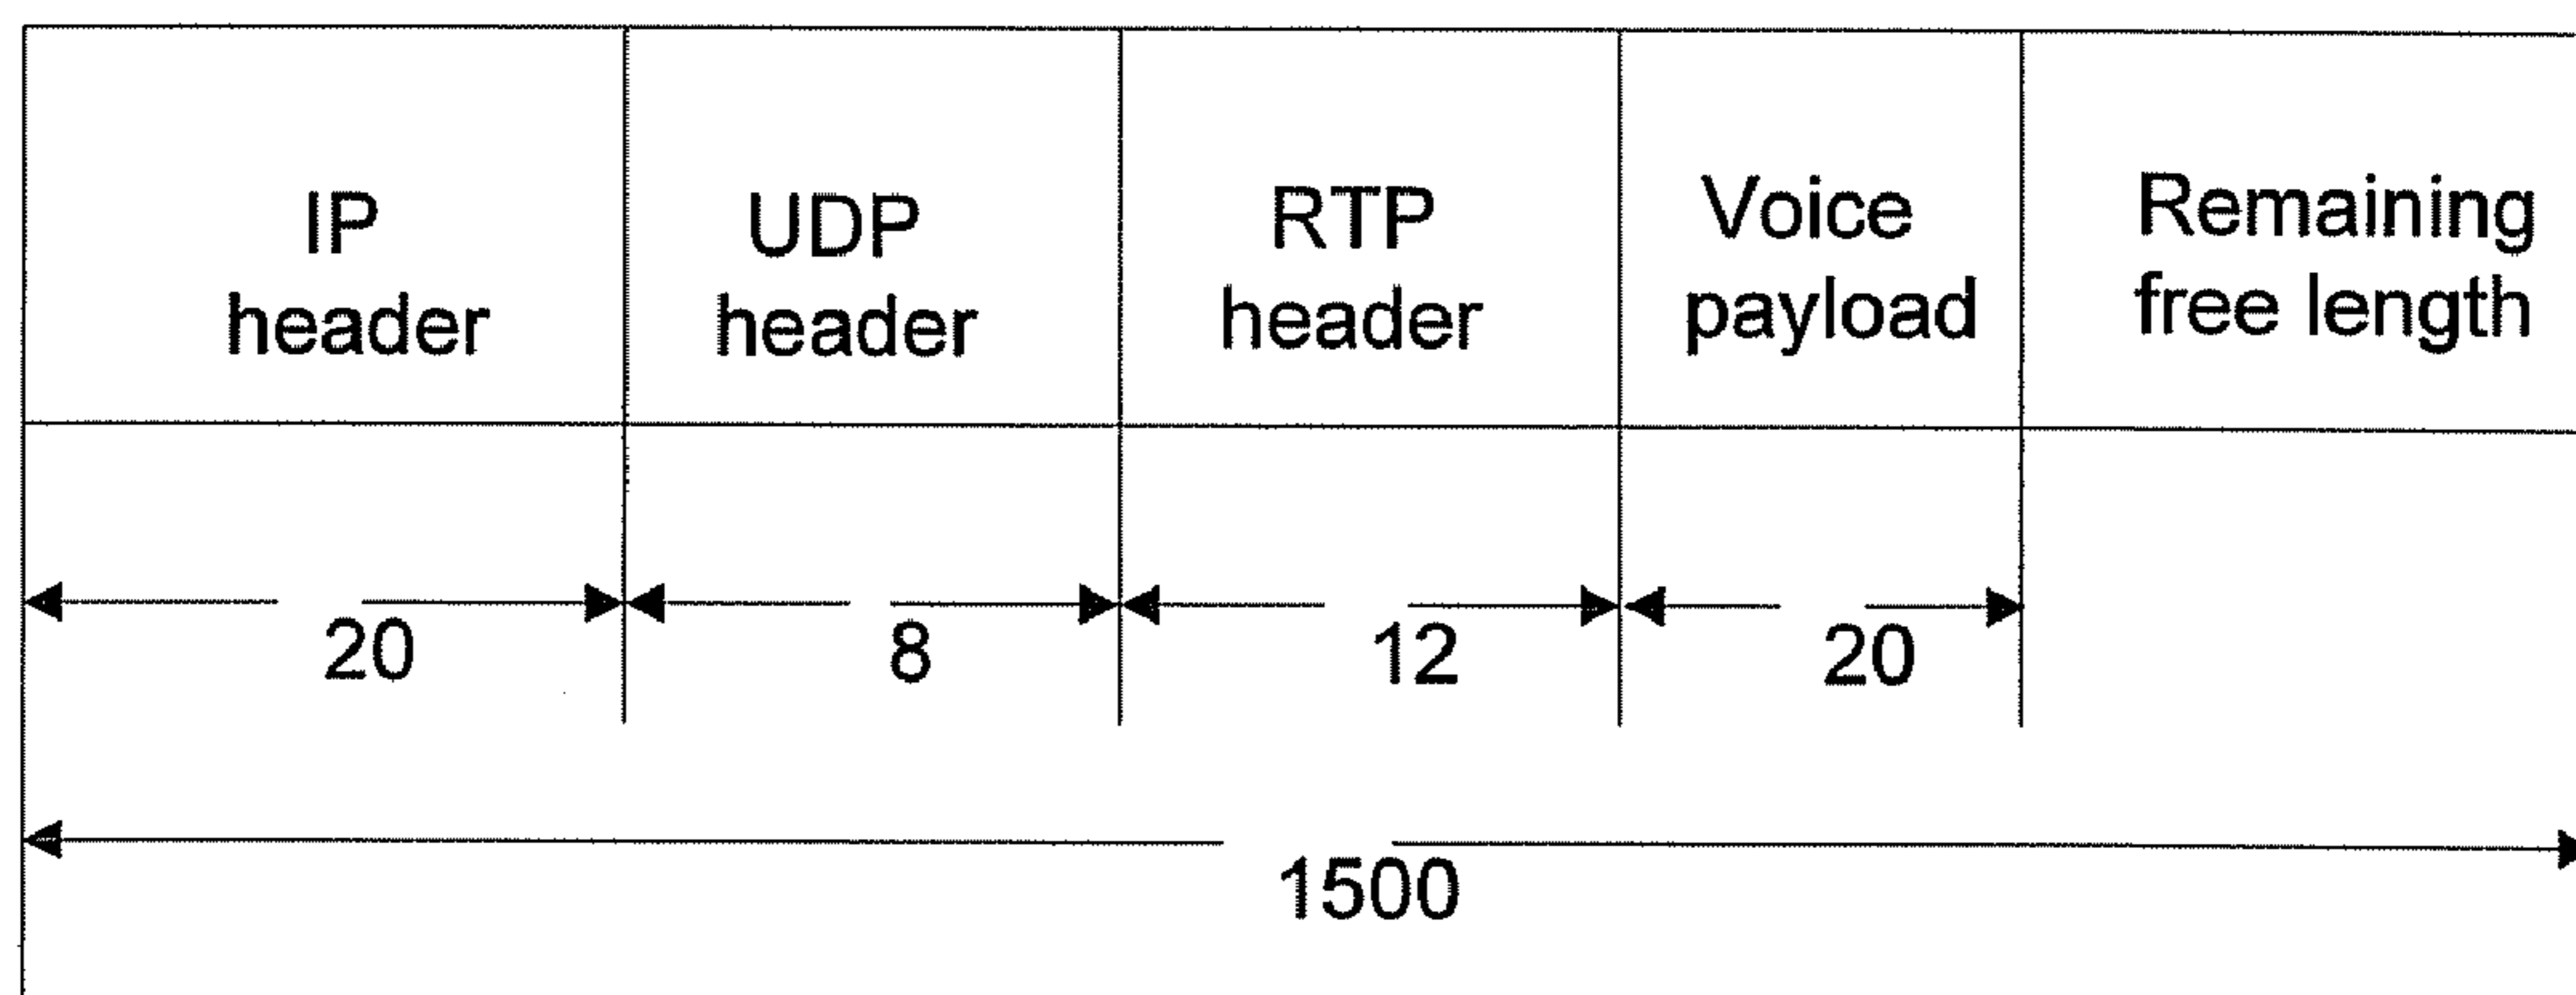 IP
header
UDP
header
RTP
header
Voice
payload
Remaining
free length
20
8
12
20
1500